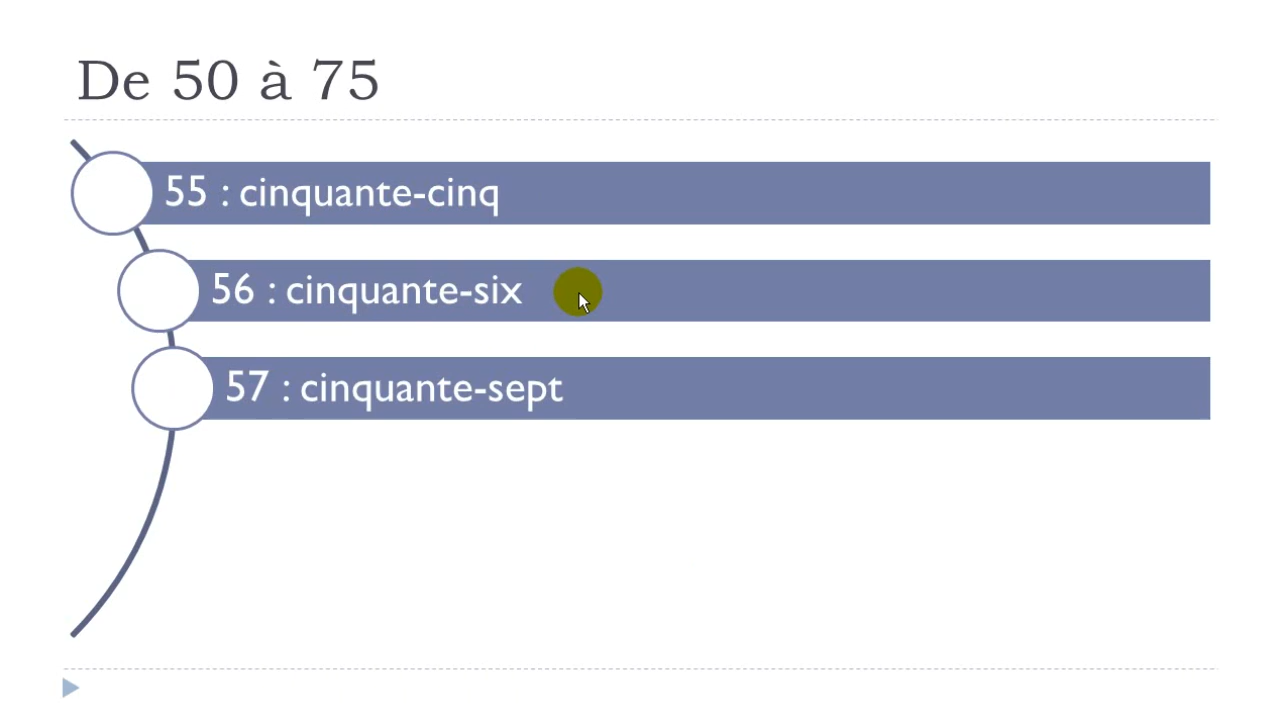 De 50 à 75
55 : cinquante-cinq
56 : cinquante-six
57 : cinquante-sept